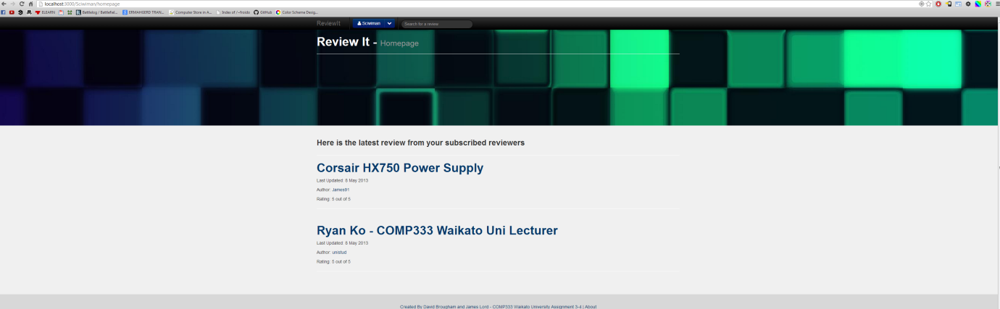 localhost:3000/Sciwiman/homepage
ELEARN
Battlelog / Battlefiel...
ERMAHGERD TRAN...
Computer Store in A...
Index of /~froido
GitHub
Color Scheme Desig...
ReviewIt
Sciwiman
Search for a review
Review It - Homepage
Here is the latest review from your subscribed reviewers
Corsair HX750 Power Supply
Last Updated: 8 May 2013
Author: James91
Rating: 5 out of 5
Ryan Ko - COMP333 Waikato Uni Lecturer
Last Updated: 8 May 2013
Author: unistud
Rating: 5 out of 5
Created By David Brougham and James Lord - COMP333 Waikato University Assignment 3-4 | About